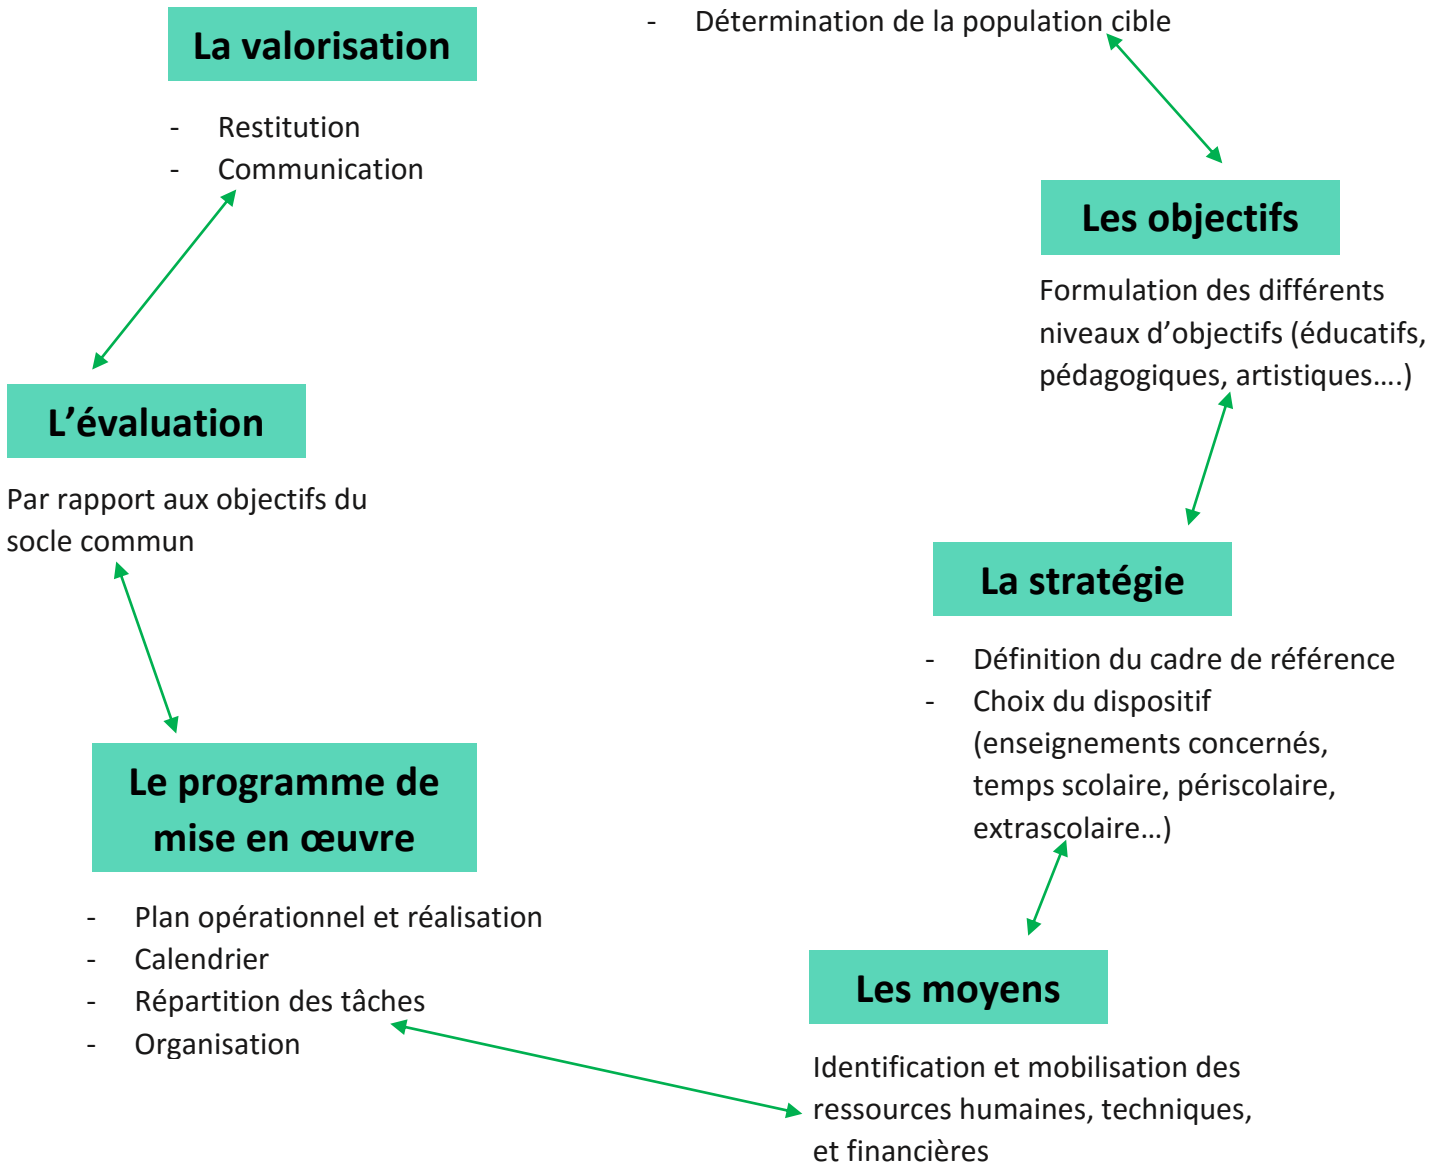 La valorisation
- Restitution
- Communication
- Détermination de la population cible
Les objectifs
Formulation des différents
niveaux d’objectifs (éducatifs,
pédagogiques, artistiques….)
L’évaluation
Par rapport aux objectifs du
socle commun
La stratégie
- Définition du cadre de référence
- Choix du dispositif
(enseignements concernés,
temps scolaire, périscolaire,
extrascolaire…)
Le programme de
mise en œuvre
- Plan opérationnel et réalisation
- Calendrier
- Répartition des tâches
- Organisation
Les moyens
Identification et mobilisation des
ressources humaines, techniques,
et financières